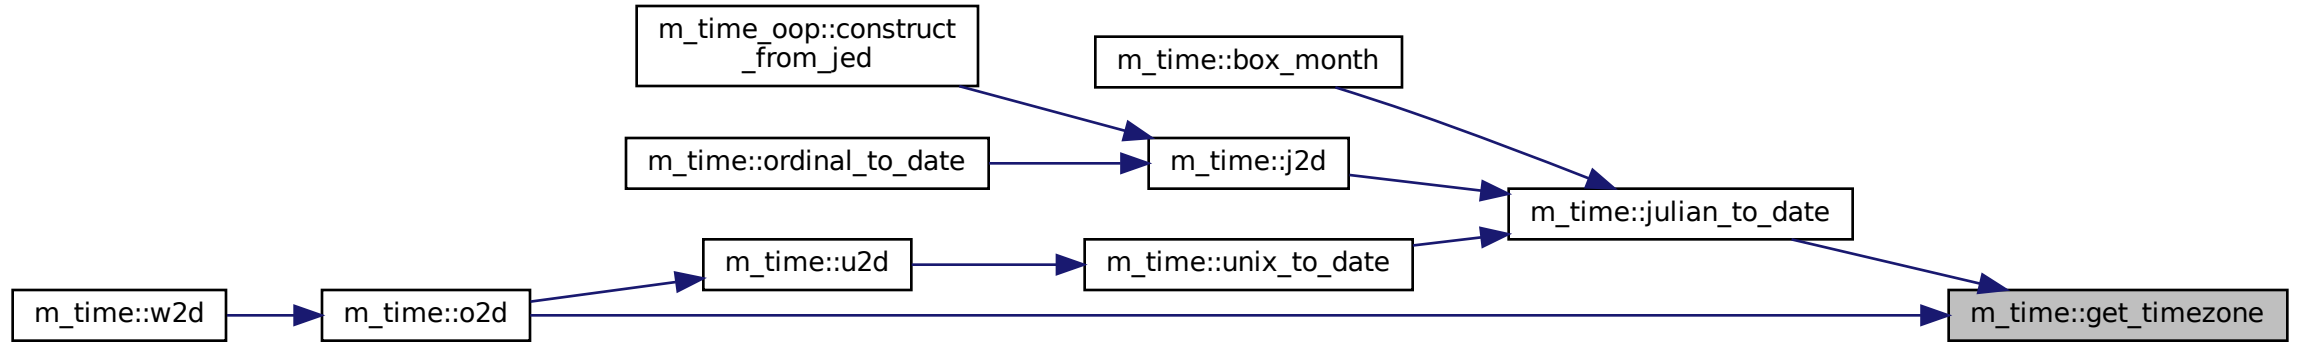 m_time_oop::construct
_from_jed
m_time::box_month
m_time::ordinal_to_date
m_time::j2d
m_time::julian_to_date
m_time::u2d
m_time::unix_to_date
m_time::w2d
m_time::o2d
m_time::get_timezone